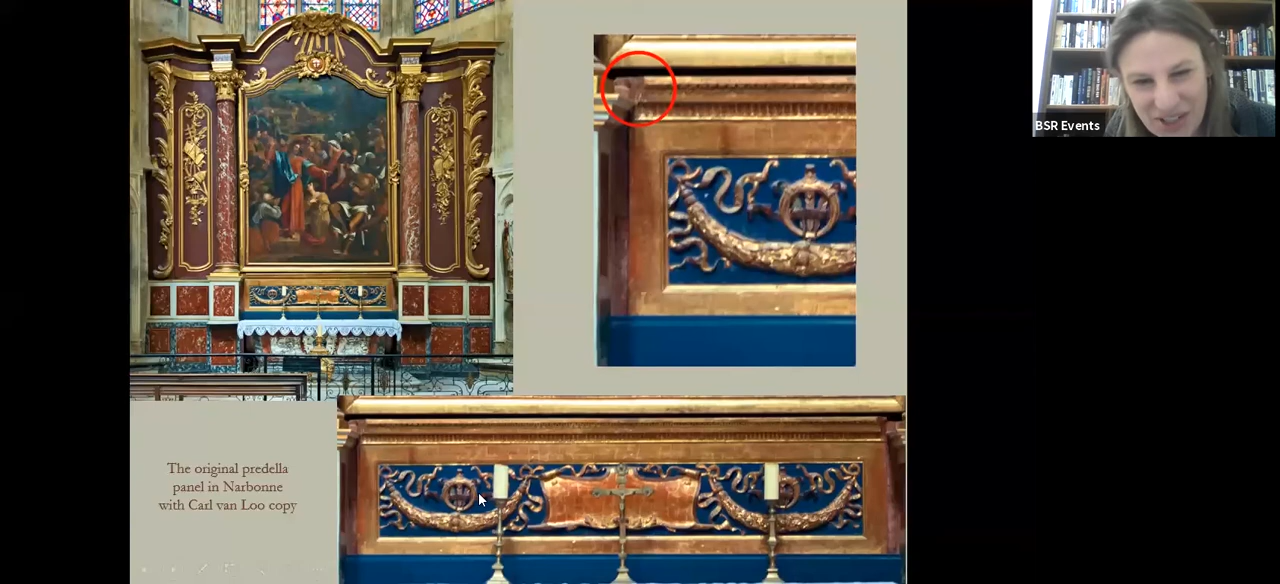 BSR Events
The original predella
panel in Narbonne
with Carl van Loo copy